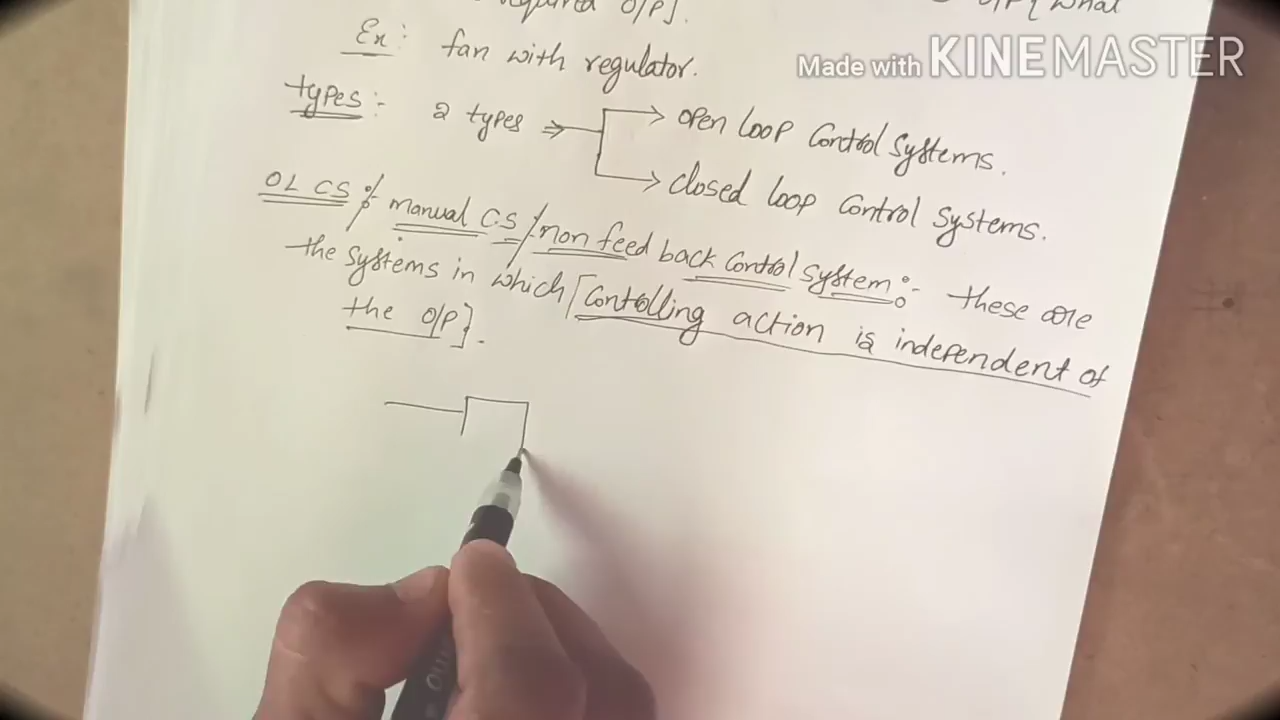 required O/P].
O/P { what
Ex: fan with regulator.
Made with KINEMASTER
types:- 2 types ⇒ → open loop Control Systems.
→ closed loop Control Systems.
OL CS / manual CS / non feed back Control System:- these are
the systems in which [Controlling action is independent of
the O/P}.